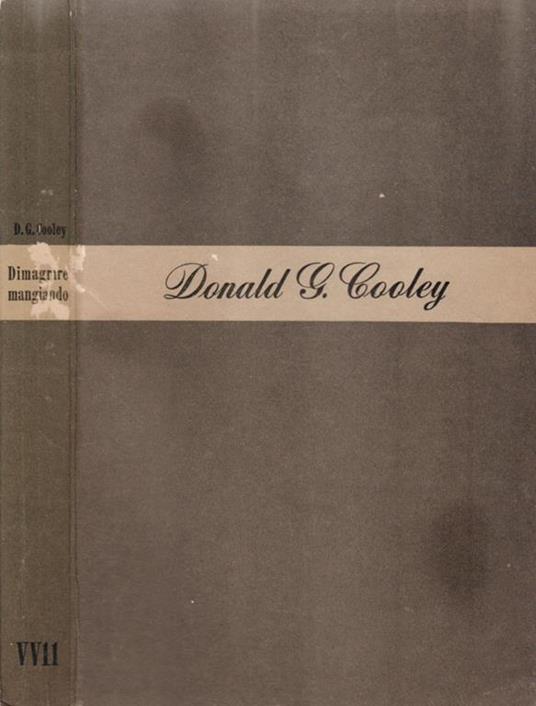 D. G. Cooley
Dimagrire
mangiando
Donald G. Cooley
VV11